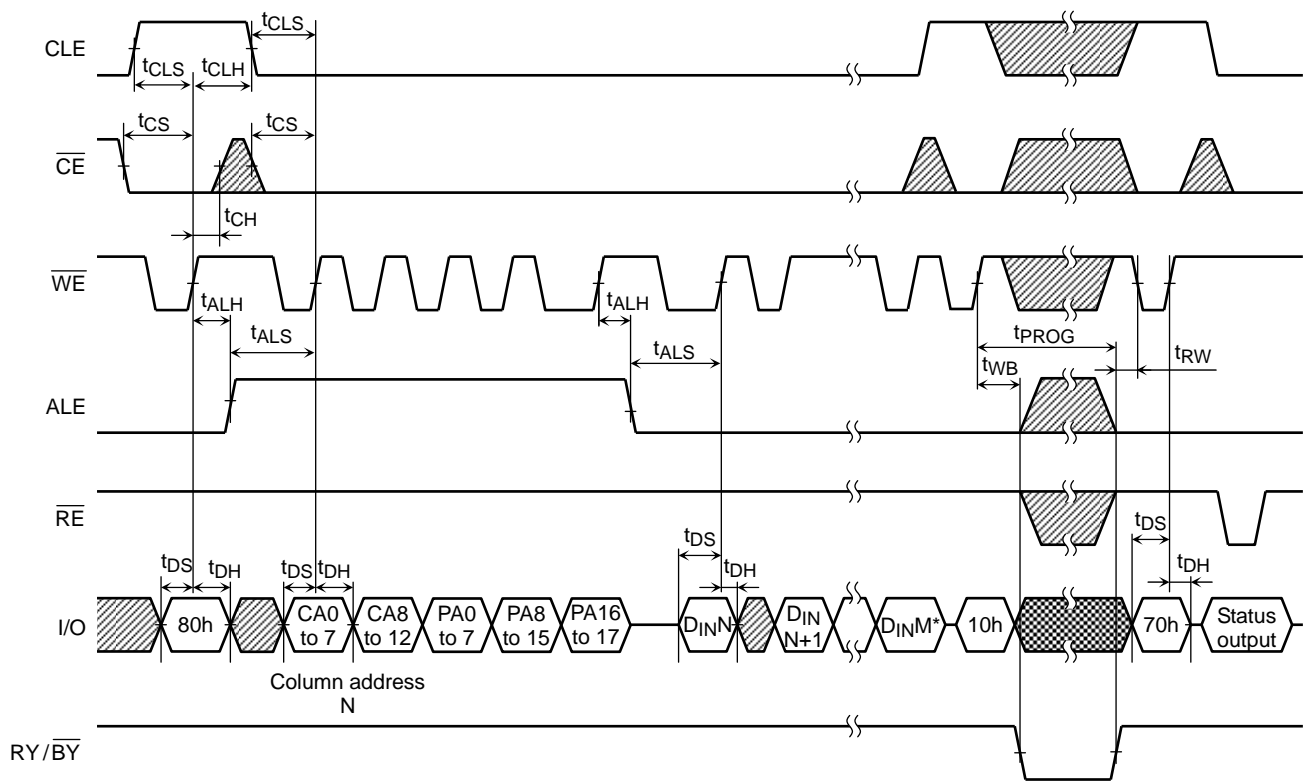 tCLS
CLE
tCLS tCLH
tCS tCS
CE
tCH
WE
tALH tALH
tALS tALS
tPROG
tWB tRW
ALE
RE
tDS tDH tDS tDH tDS tDH tDS tDH
I/O
80h
CA0 to 7
CA8 to 12
PA0 to 7
PA8 to 15
PA16 to 17
DINN
DIN N+1
DINM*
10h
70h
Status output
Column address
N
RY/BY